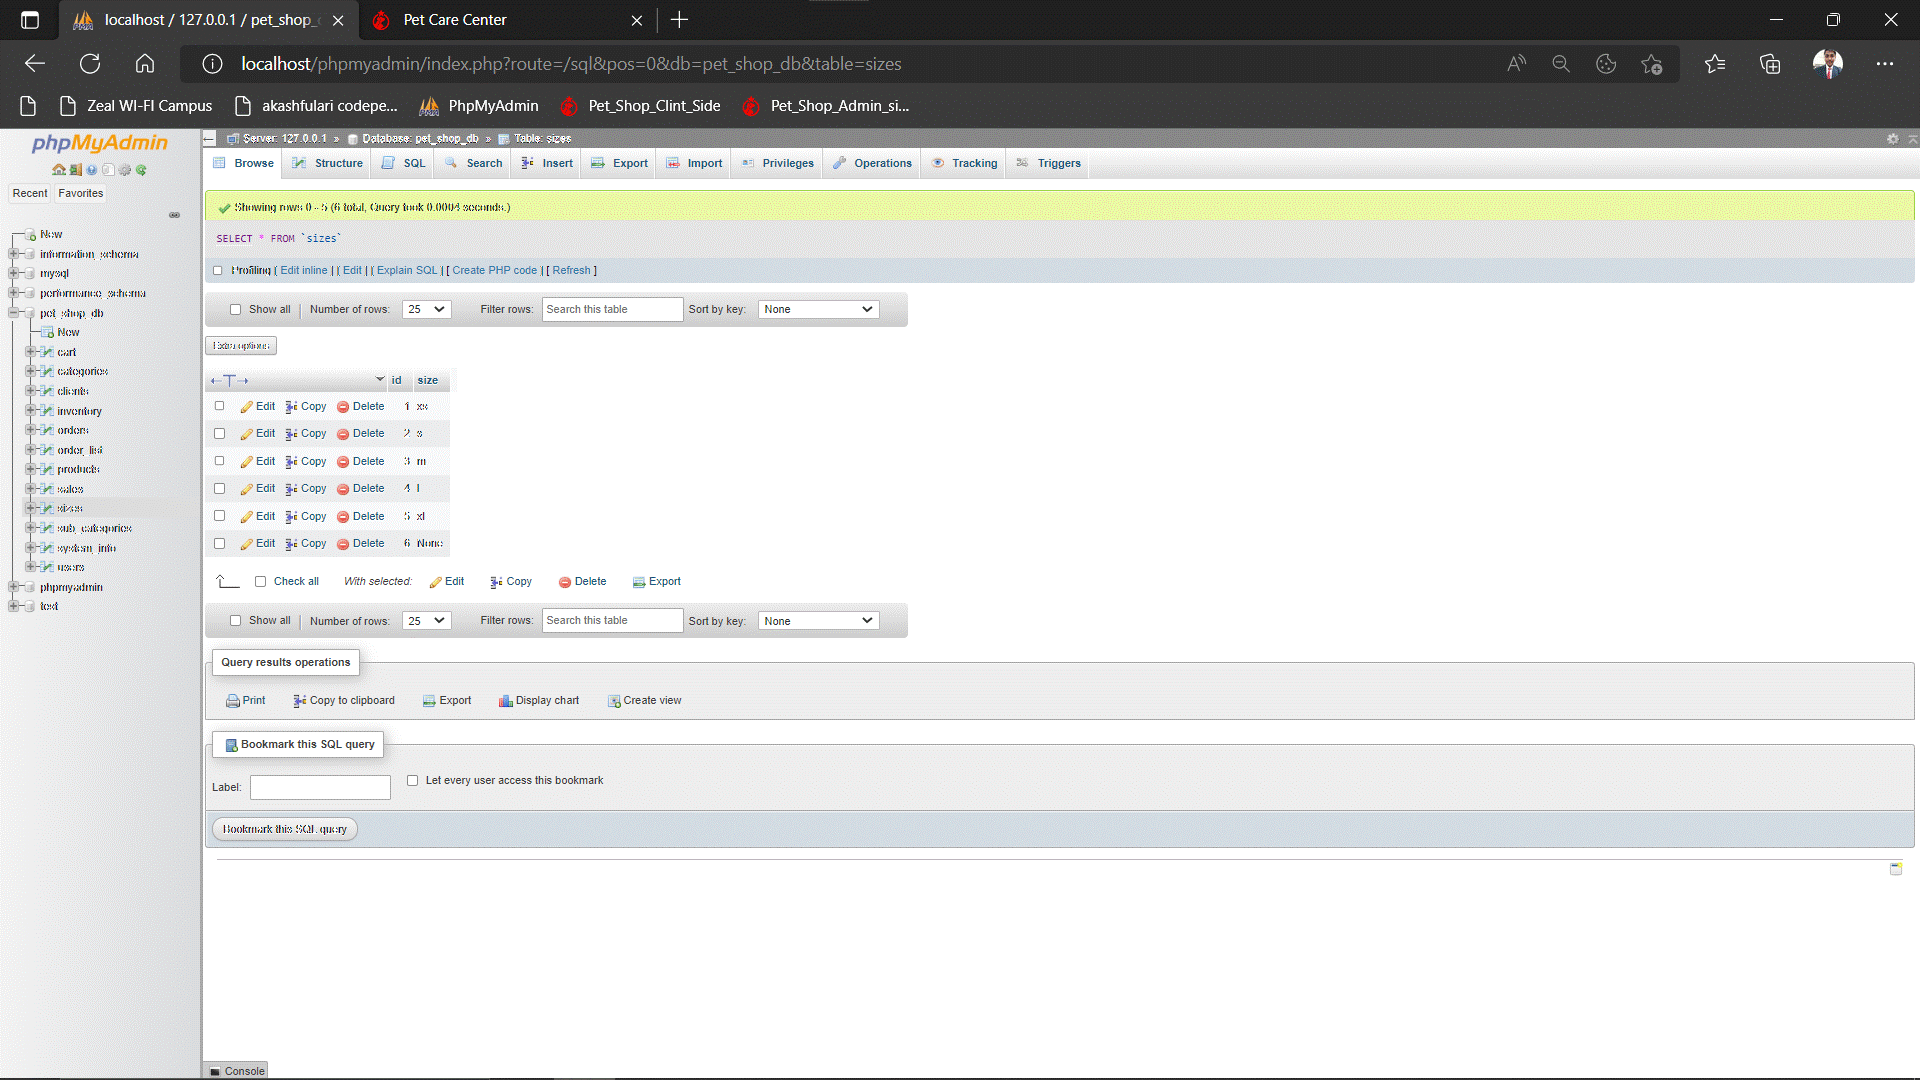 localhost / 127.0.0.1 / pet_shop_
Pet Care Center
localhost/phpmyadmin/index.php?route=/sql&pos=0&db=pet_shop_db&table=sizes
Zeal WI-FI Campus
akashfulari codepe...
PhpMyAdmin
Pet_Shop_Clint_Side
Pet_Shop_Admin_si...
phpMyAdmin
Recent
Favorites
New
information_schema
mysql
performance_schema
pet_shop_db
New
cart
categories
clients
inventory
orders
order_list
products
sales
sizes
sub_categories
system_info
users
phpmyadmin
test
Server: 127.0.0.1 » Database: pet_shop_db » Table: sizes
Browse Structure SQL Search Insert Export Import Privileges Operations Tracking Triggers
Showing rows 0 - 5 (6 total, Query took 0.0004 seconds.)
SELECT * FROM `sizes`
Profiling [ Edit inline ] [ Edit ] [ Explain SQL ] [ Create PHP code ] [ Refresh ]
Show all Number of rows: 25 Filter rows: Search this table Sort by key: None
Extra options
id size
Edit Copy Delete 1 xs
Edit Copy Delete 2 s
Edit Copy Delete 3 m
Edit Copy Delete 4 l
Edit Copy Delete 5 xl
Edit Copy Delete 6 None
Check all With selected: Edit Copy Delete Export
Show all Number of rows: 25 Filter rows: Search this table Sort by key: None
Query results operations
Print Copy to clipboard Export Display chart Create view
Bookmark this SQL query
Label: Let every user access this bookmark
Bookmark this SQL query
Console